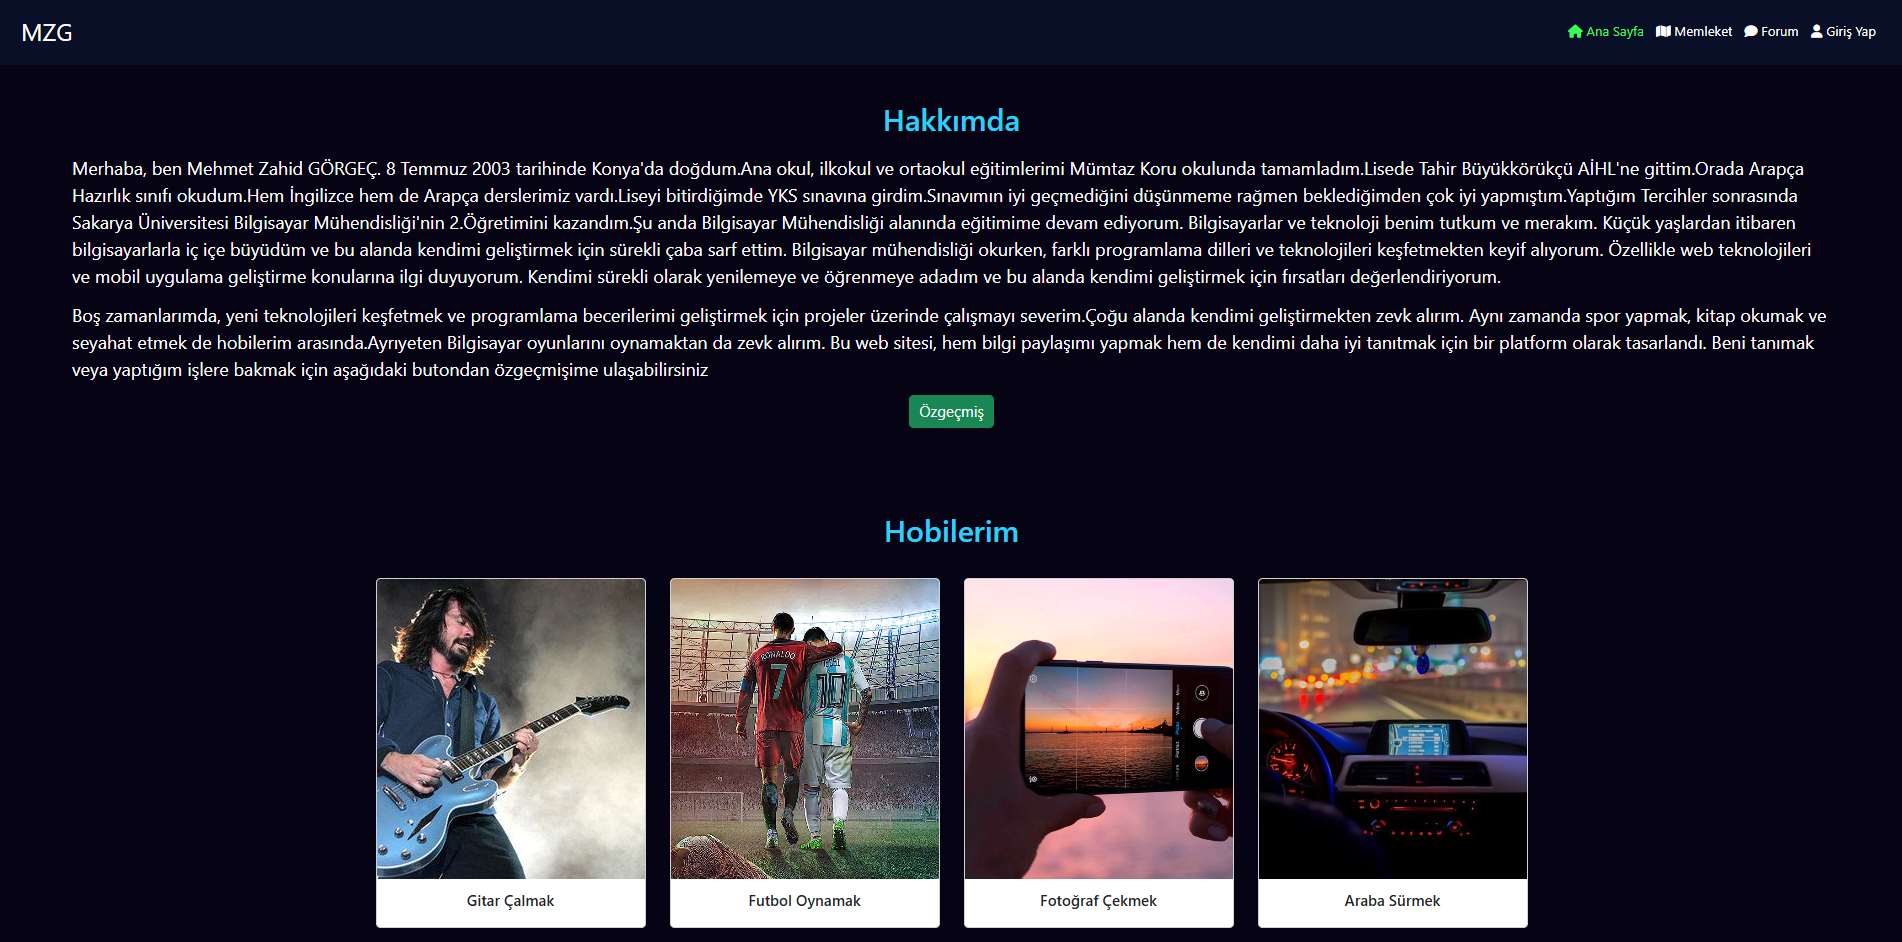 MZG
Ana Sayfa
Memleket
Forum
Giriş Yap
Hakkımda
Merhaba, ben Mehmet Zahid GÖRGEÇ. 8 Temmuz 2003 tarihinde Konya'da doğdum.Ana okul, ilkokul ve ortaokul eğitimlerimi Mümtaz Koru okulunda tamamladım.Lisede Tahir Büyükkörükçü AİHL'ne gittim.Orada Arapça
Hazırlık sınıfı okudum.Hem İngilizce hem de Arapça derslerimiz vardı.Liseyi bitirdiğimde YKS sınavına girdim.Sınavımın iyi geçmediğini düşünmeme rağmen beklediğimden çok iyi yapmıştım.Yaptığım Tercihler sonrasında
Sakarya Üniversitesi Bilgisayar Mühendisliği'nin 2.Öğretimini kazandım.Şu anda Bilgisayar Mühendisliği alanında eğitimime devam ediyorum. Bilgisayarlar ve teknoloji benim tutkum ve merakım. Küçük yaşlardan itibaren
bilgisayarlarla iç içe büyüdüm ve bu alanda kendimi geliştirmek için sürekli çaba sarf ettim. Bilgisayar mühendisliği okurken, farklı programlama dilleri ve teknolojileri keşfetmekten keyif alıyorum. Özellikle web teknolojileri
ve mobil uygulama geliştirme konularına ilgi duyuyorum. Kendimi sürekli olarak yenilemeye ve öğrenmeye adadım ve bu alanda kendimi geliştirmek için fırsatları değerlendiriyorum.
Boş zamanlarımda, yeni teknolojileri keşfetmek ve programlama becerilerimi geliştirmek için projeler üzerinde çalışmayı severim.Çoğu alanda kendimi geliştirmekten zevk alırım. Aynı zamanda spor yapmak, kitap okumak ve
seyahat etmek de hobilerim arasında.Ayrıyeten Bilgisayar oyunlarını oynamaktan da zevk alırım. Bu web sitesi, hem bilgi paylaşımı yapmak hem de kendimi daha iyi tanıtmak için bir platform olarak tasarlandı. Beni tanımak
veya yaptığım işlere bakmak için aşağıdaki butondan özgeçmişime ulaşabilirsiniz
Özgeçmiş
Hobilerim
RONALDO
7
10
Gitar Çalmak
Futbol Oynamak
Fotoğraf Çekmek
Araba Sürmek